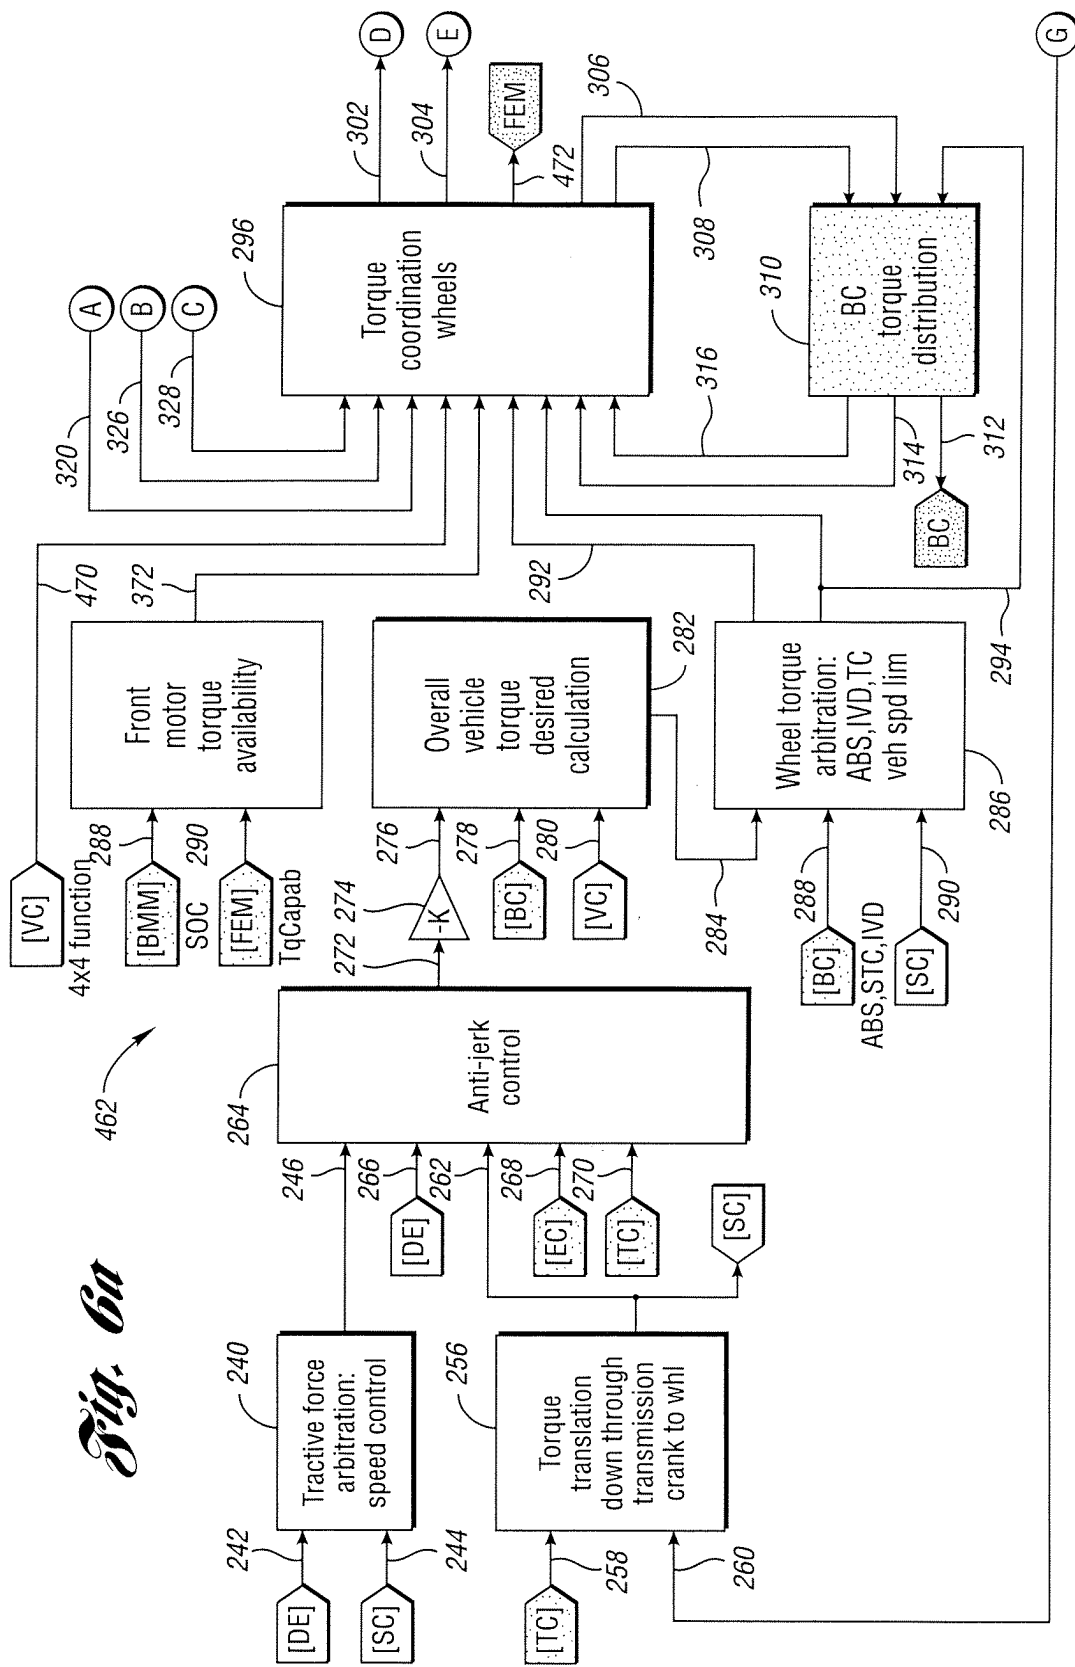 Fig. 6a
462
[DE]
242
[SC]
244
240
Tractive force
arbitration:
speed control
246
[TC]
258
260
256
Torque
translation
down through
transmission
crank to whl
[SC]
[DE]
266
262
[EC]
268
[TC]
270
264
Anti-jerk
control
272
-K
274
276
[BC]
278
[VC]
280
Overall
vehicle
torque
desired
calculation
282
284
[VC]
4x4 function
470
[BMM]
288
SOC
[FEM]
290
TqCapab
Front
motor
torque
availability
372
[BC]
288
ABS,STC,IVD
[SC]
290
Wheel torque
arbitration:
ABS,IVD,TC
veh spd lim
286
292
294
A
320
B
326
C
328
296
Torque
coordination
wheels
302
D
304
E
472
FEM
306
308
310
BC
torque
distribution
316
314
312
BC
G